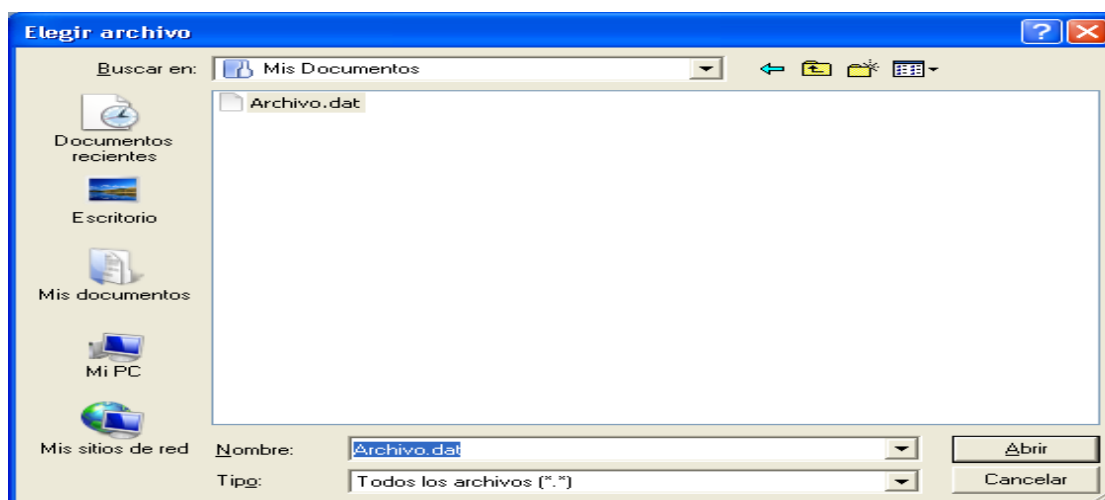 Elegir archivo
Buscar en:
Mis Documentos
Archivo.dat
Documentos
recientes
Escritorio
Mis documentos
Mi PC
Mis sitios de red
Nombre:
Archivo.dat
Abrir
Tipo:
Todos los archivos (*.*)
Cancelar